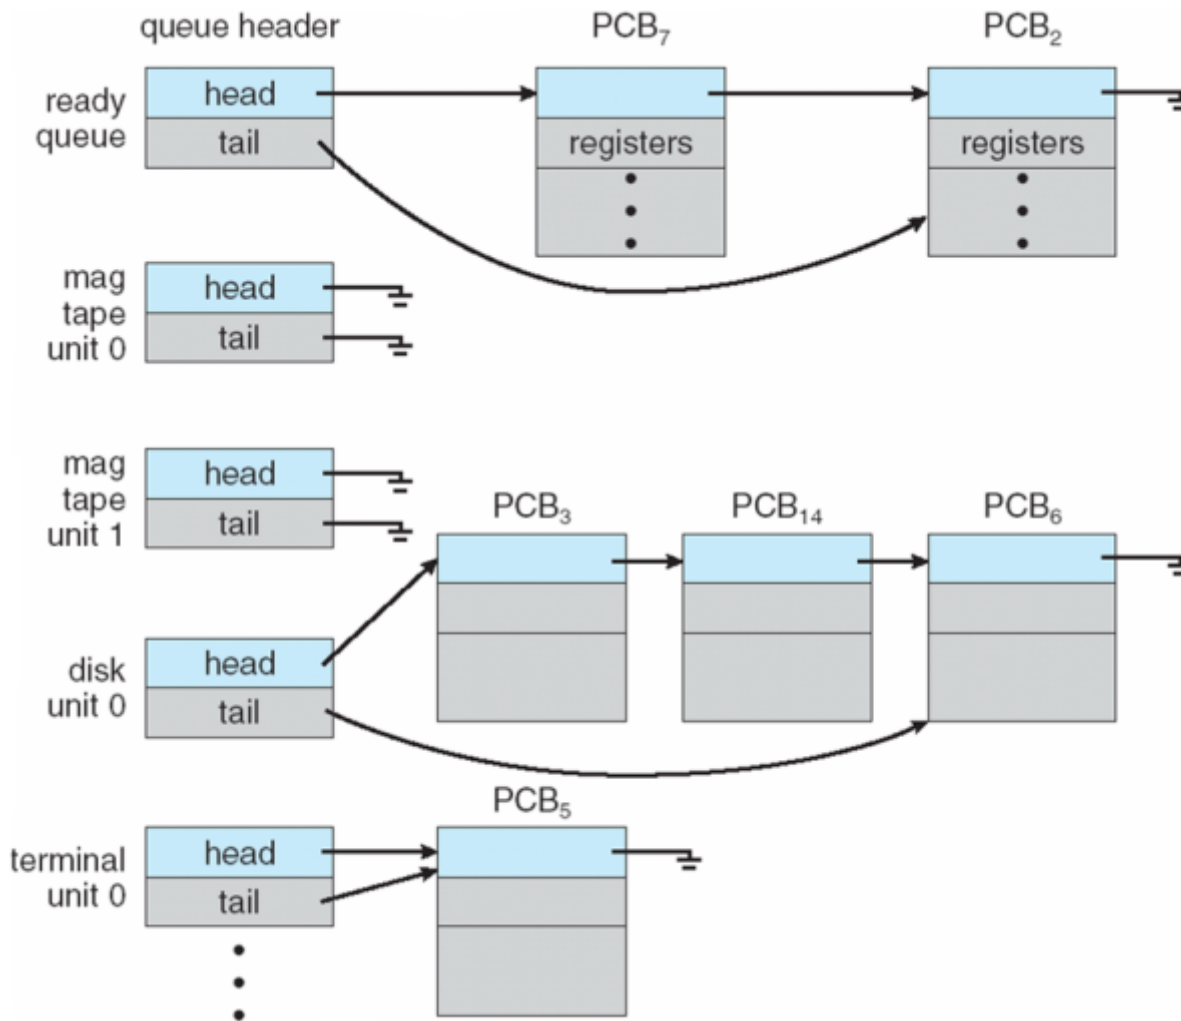 queue header
PCB₇
PCB₂
ready
queue
head
tail
registers
registers
mag
tape
unit 0
head
tail
mag
tape
unit 1
head
tail
PCB₃
PCB₁₄
PCB₆
disk
unit 0
head
tail
PCB₅
terminal
unit 0
head
tail